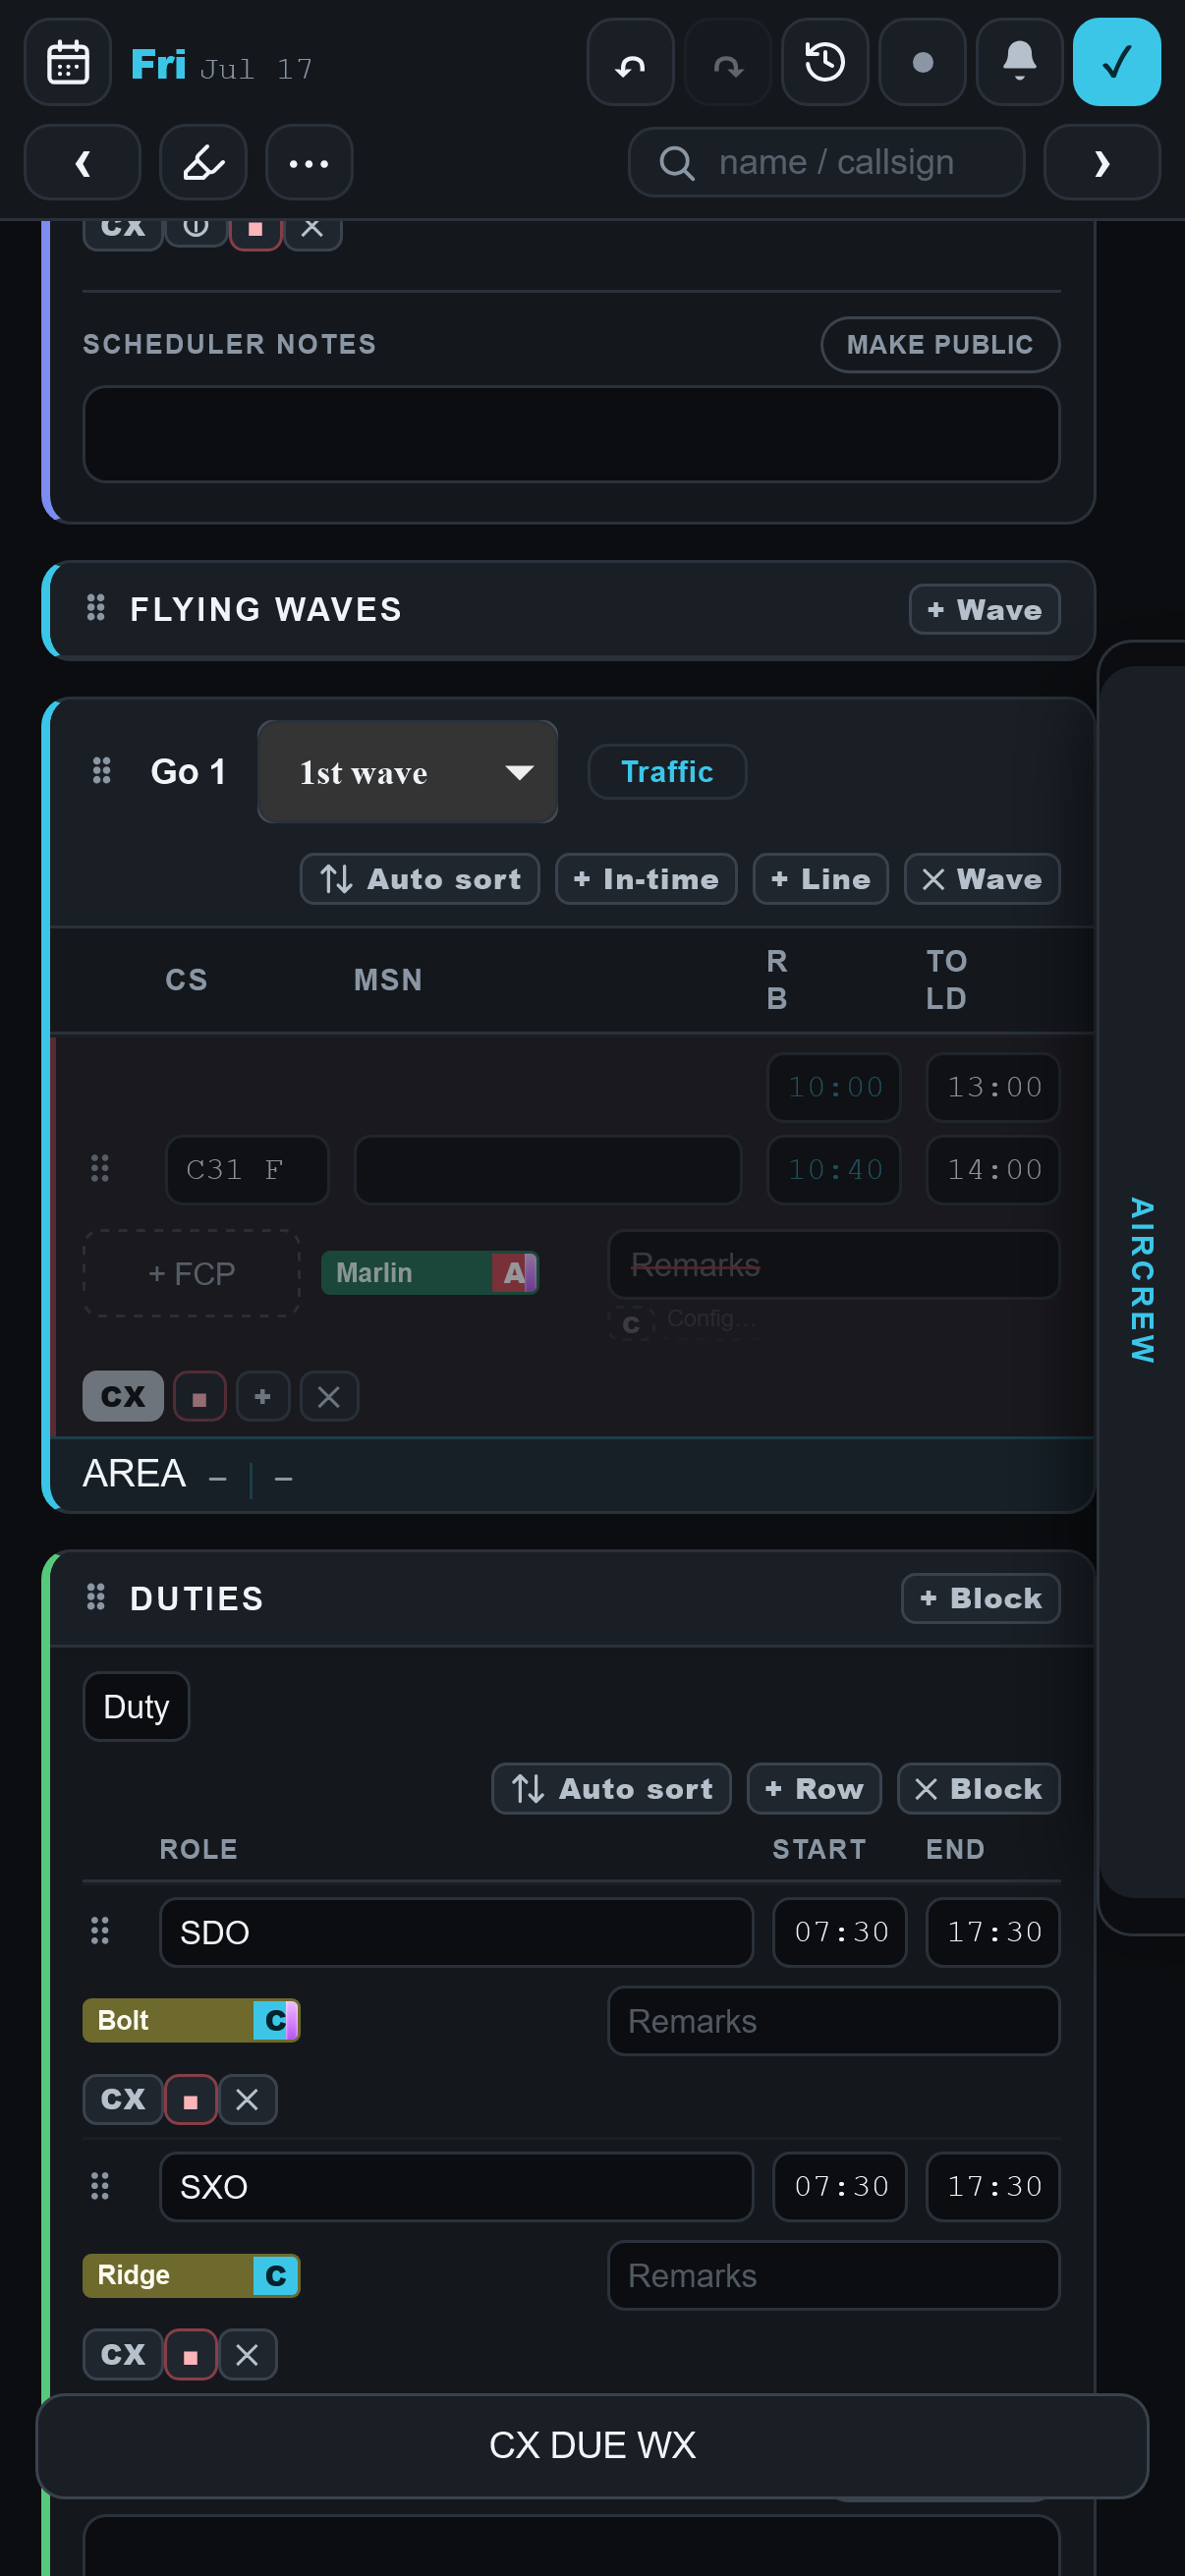 Fri Jul 17
name / callsign
CX
SCHEDULER NOTES
MAKE PUBLIC
FLYING WAVES
+ Wave
Go 1
1st wave
Traffic
Auto sort
+ In-time
+ Line
× Wave
CS
MSN
R
B
TO
LD
10:00
13:00
C31 F
10:40
14:00
+ FCP
Marlin
A
Remarks
C
Config...
CX
+
×
AREA – | –
AIRCREW
DUTIES
+ Block
Duty
Auto sort
+ Row
× Block
ROLE
START
END
SDO
07:30
17:30
Bolt
C
Remarks
CX
×
SXO
07:30
17:30
Ridge
C
Remarks
CX
×
CX DUE WX